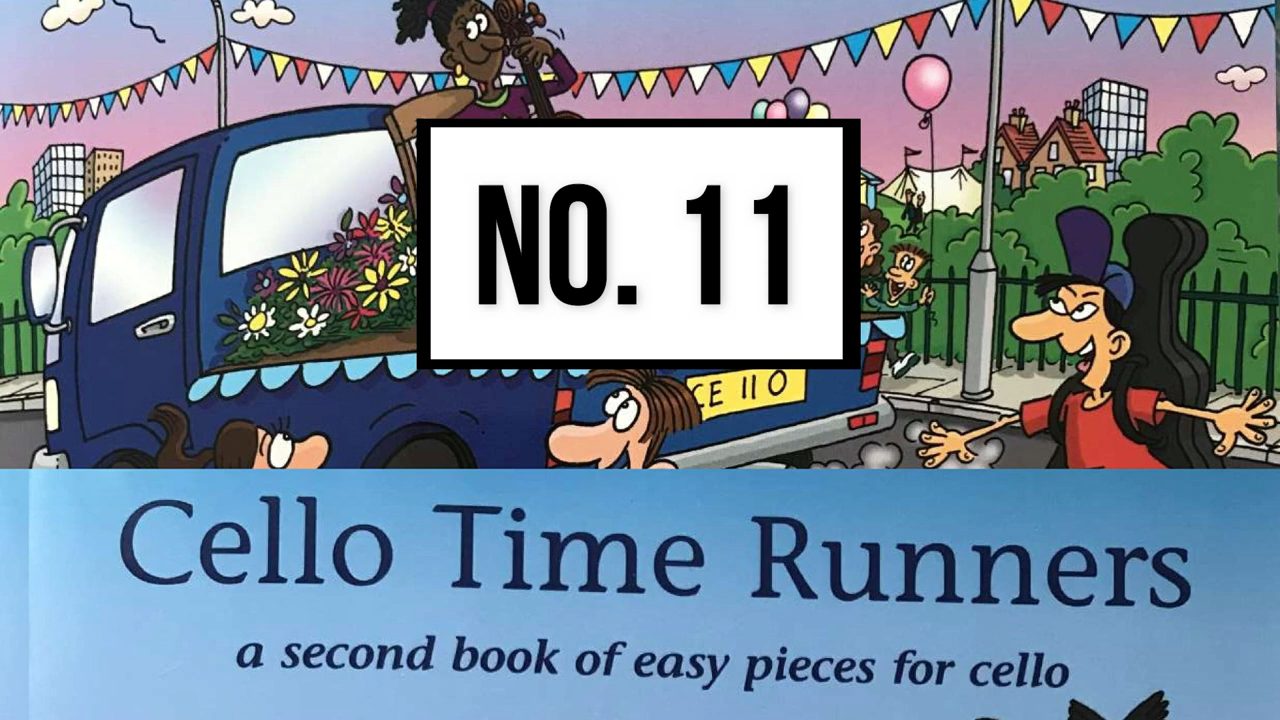 NO. 11
CE 11 O
Cello Time Runners
a second book of easy pieces for cello